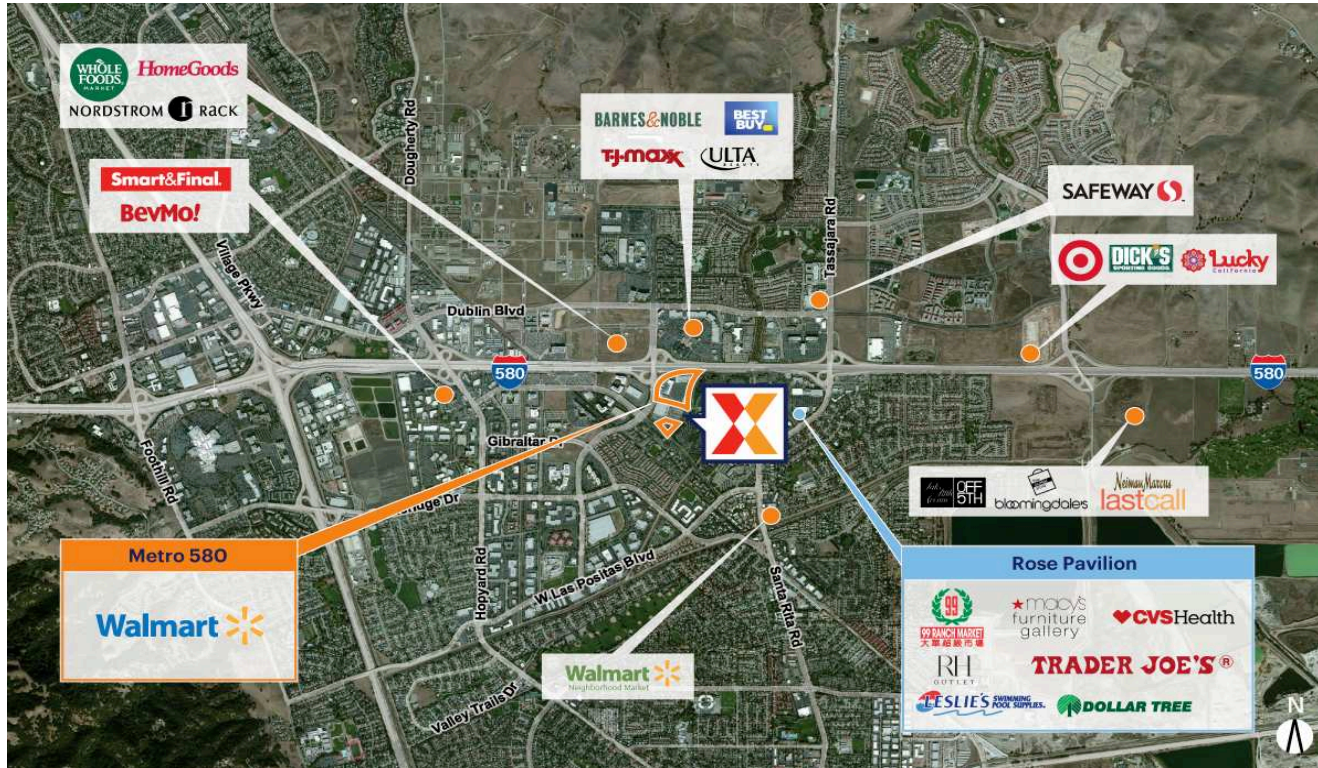 WHOLE
FOODS
MARKET
HomeGoods
NORDSTROM r RACK
Smart&Final.
BevMo!
BARNES&NOBLE
BEST
BUY
T·J·maxx
ULTA
BEAUTY
SAFEWAY
DICK'S
SPORTING GOODS
Lucky
California
Dougherty Rd
Village Pkwy
Tassajara Rd
Dublin Blvd
580
580
Foothill Rd
Gibraltar Dr
Hopyard Rd
W Las Positas Blvd
Santa Rita Rd
Valley Trails Dr
OFF
5TH
bloomingdale's
Neiman Marcus
lastcall
Metro 580
Walmart
Walmart
Neighborhood Market
Rose Pavilion
99
99 RANCH MARKET
大華超級市場
macy's
furniture
gallery
CVSHealth
RH
OUTLET
TRADER JOE'S®
LESLIE'S SWIMMING
POOL SUPPLIES.
DOLLAR TREE
N